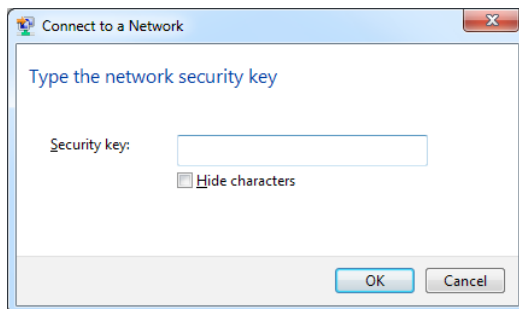 Connect to a Network
Type the network security key
Security key:
Hide characters
OK Cancel